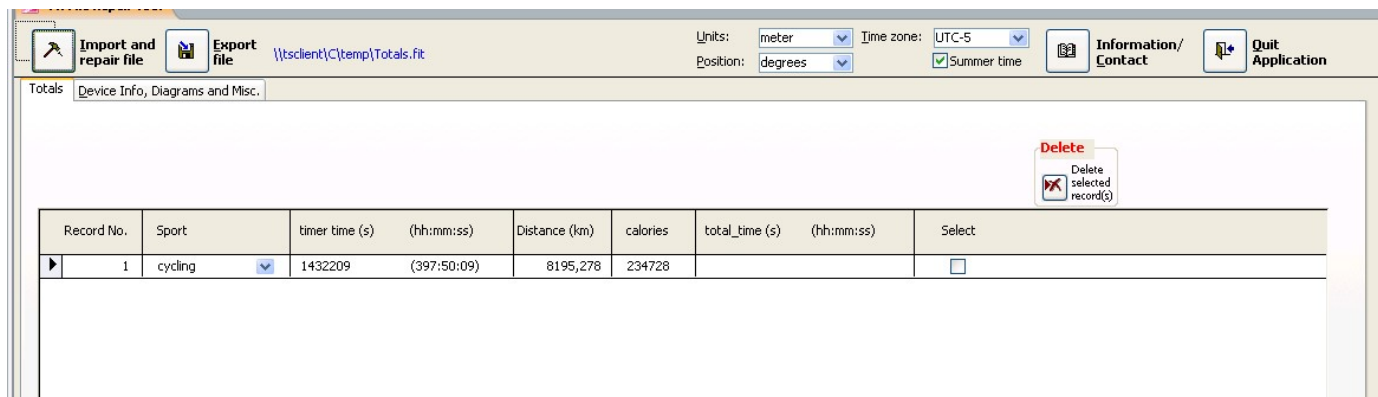 Import and repair file
Export file
\\tsclient\C\temp\Totals.fit
Units: meter
Time zone: UTC-5
Position: degrees
Summer time
Information/ Contact
Quit Application
Totals
Device Info, Diagrams and Misc.
Delete
Delete selected record(s)
Record No. Sport timer time (s) (hh:mm:ss) Distance (km) calories total_time (s) (hh:mm:ss) Select
1 cycling 1432209 (397:50:09) 8195,278 234728